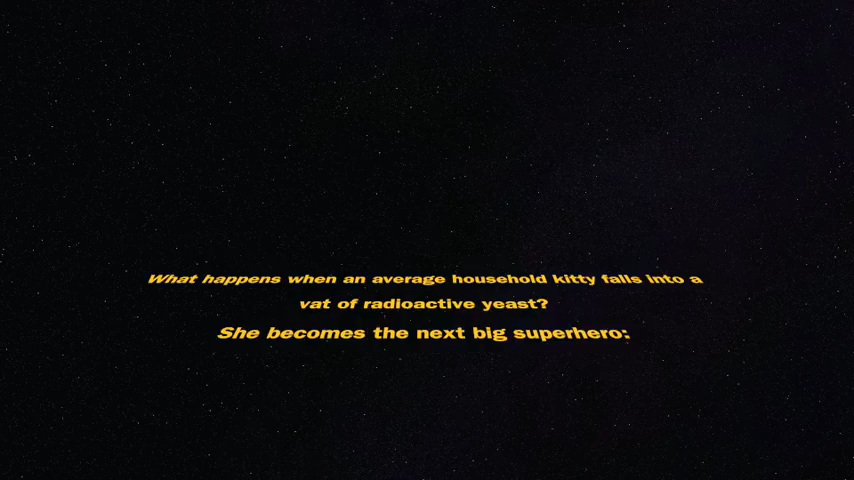 What happens when an average household kitty falls into a
vat of radioactive yeast?
She becomes the next big superhero: